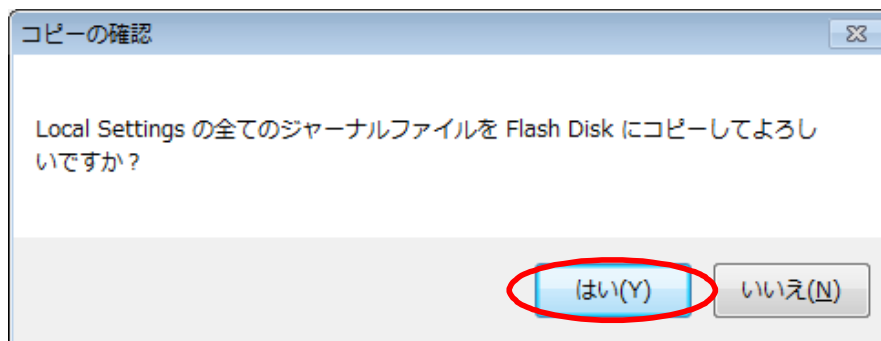 コピーの確認
Local Settings の全てのジャーナルファイルを Flash Disk にコピーしてよろし
いですか？
はい(Y)
いいえ(N)